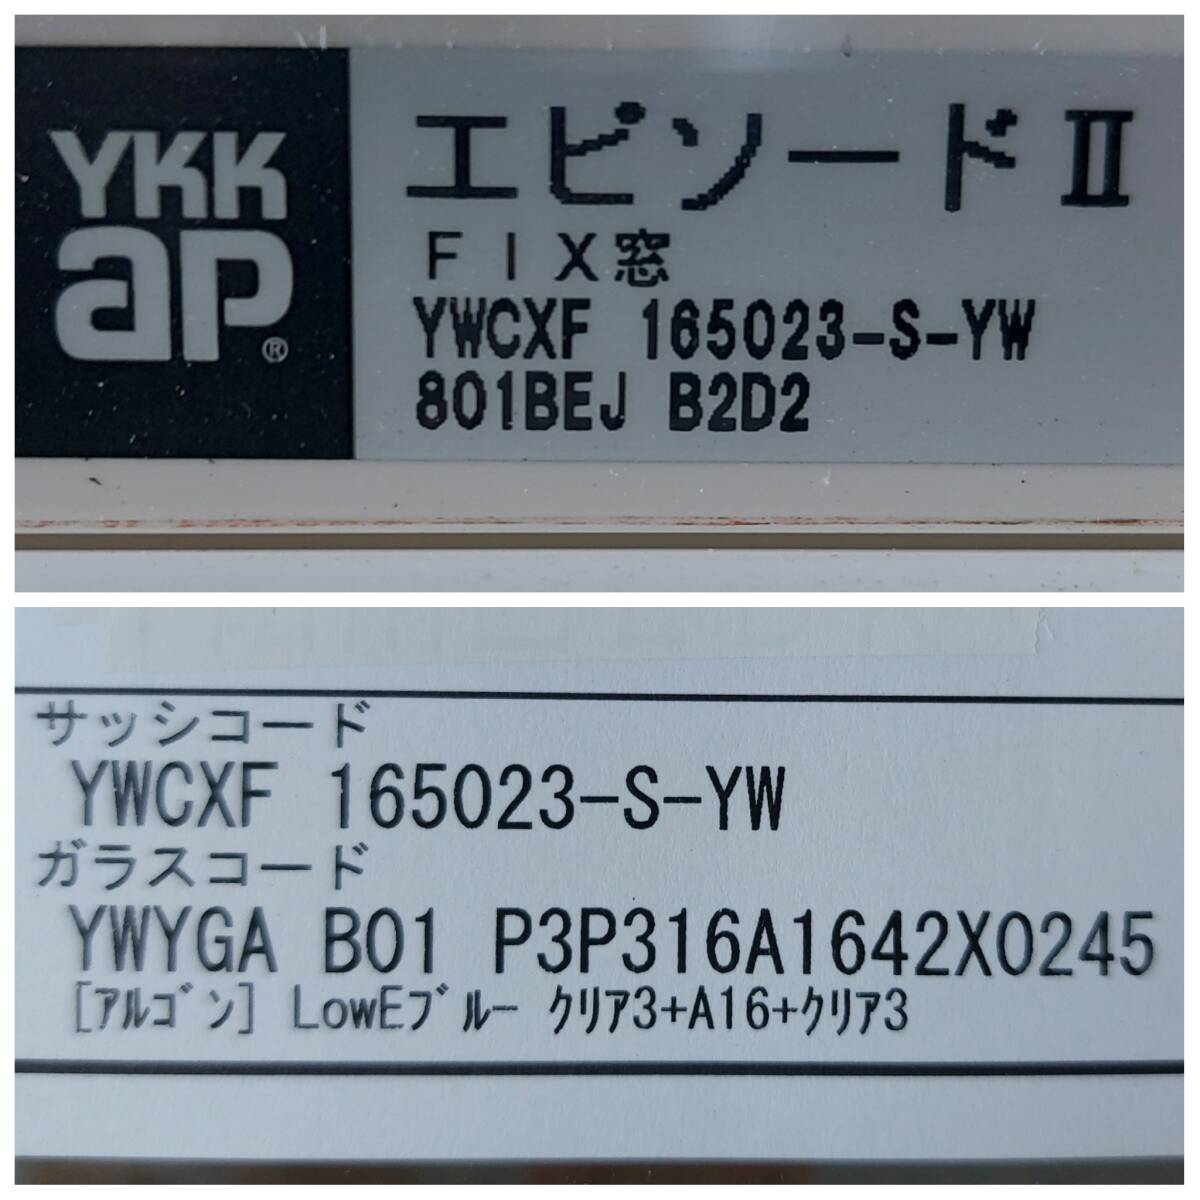 YKK
ap®
エピソードⅡ
FIX窓
YWCXF 165023-S-YW
801BEJ B2D2
サッシコード
YWCXF 165023-S-YW
ガラスコード
YWYGA B01 P3P316A1642X0245
[ｱﾙｺﾞﾝ] LowEﾌﾞﾙｰ ｸﾘｱ3+A16+ｸﾘｱ3